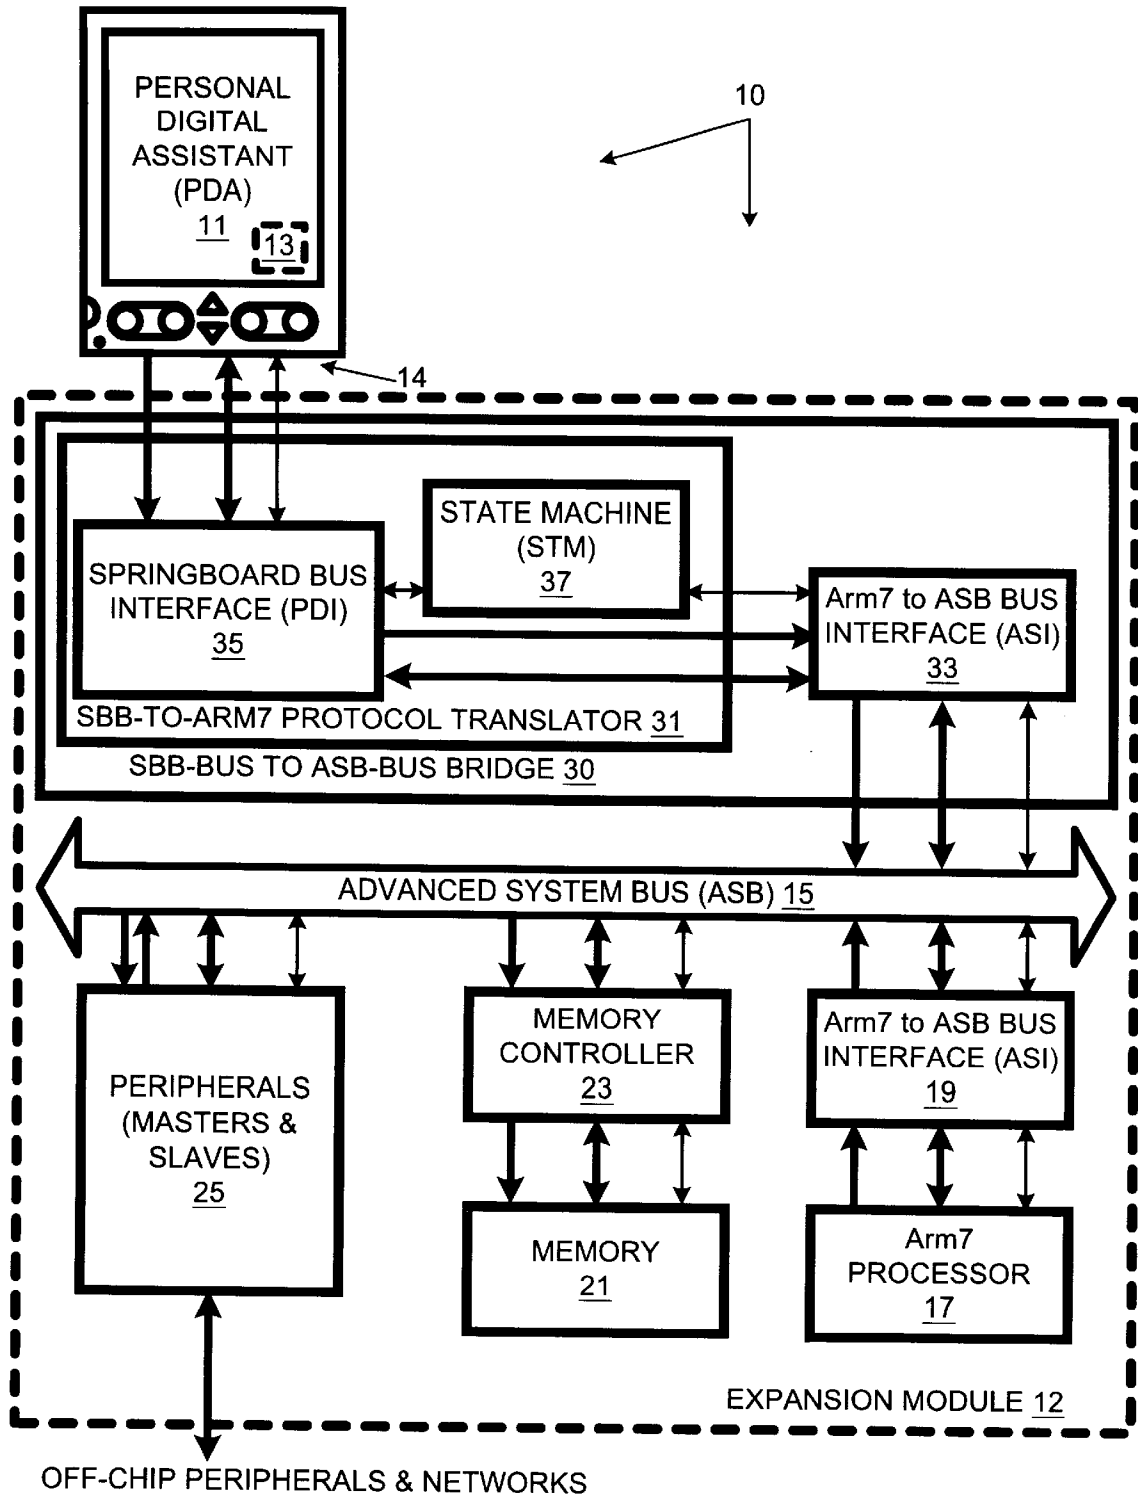 PERSONAL
DIGITAL
ASSISTANT
(PDA)
11
13
10
14
STATE MACHINE
(STM)
37
SPRINGBOARD BUS
INTERFACE (PDI)
35
Arm7 to ASB BUS
INTERFACE (ASI)
33
SBB-TO-ARM7 PROTOCOL TRANSLATOR 31
SBB-BUS TO ASB-BUS BRIDGE 30
ADVANCED SYSTEM BUS (ASB) 15
PERIPHERALS
(MASTERS &
SLAVES)
25
MEMORY
CONTROLLER
23
Arm7 to ASB BUS
INTERFACE (ASI)
19
MEMORY
21
Arm7
PROCESSOR
17
EXPANSION MODULE 12
OFF-CHIP PERIPHERALS & NETWORKS